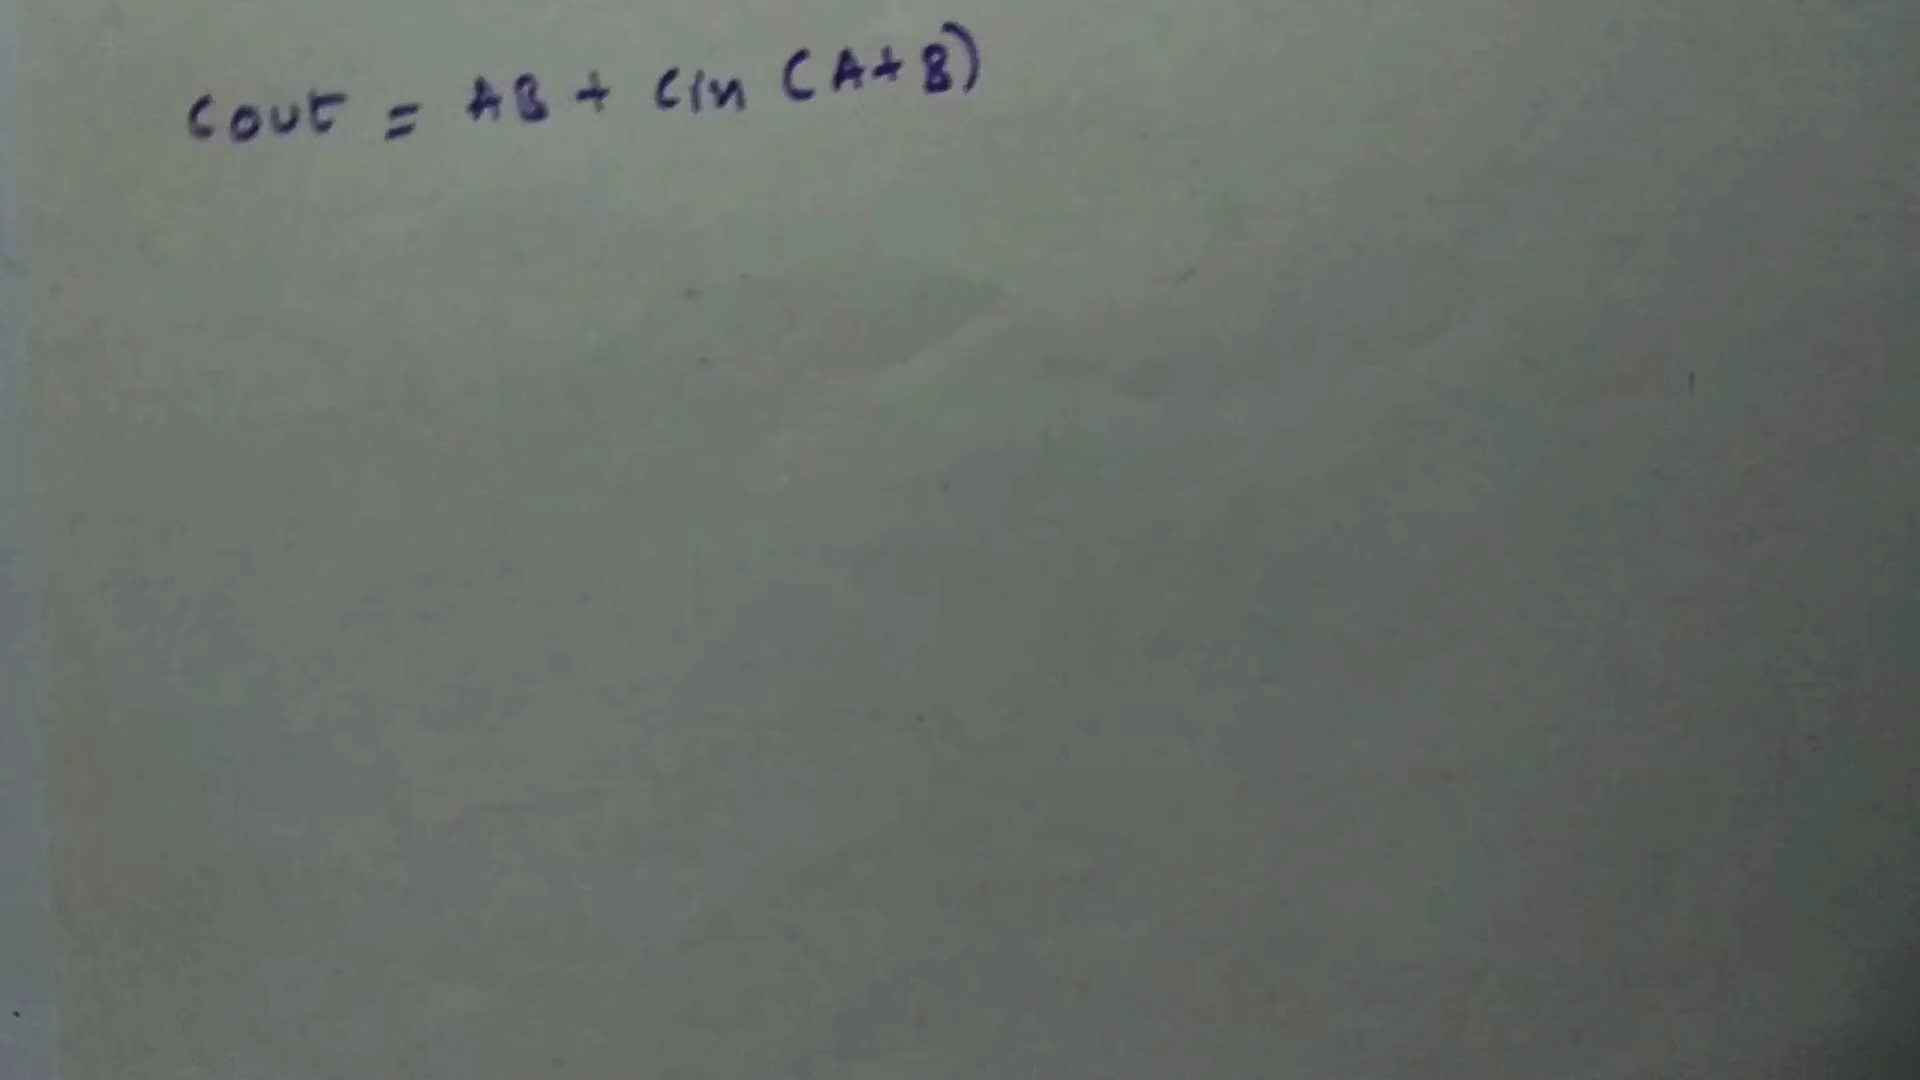 Cout = AB + Cin (A+B)